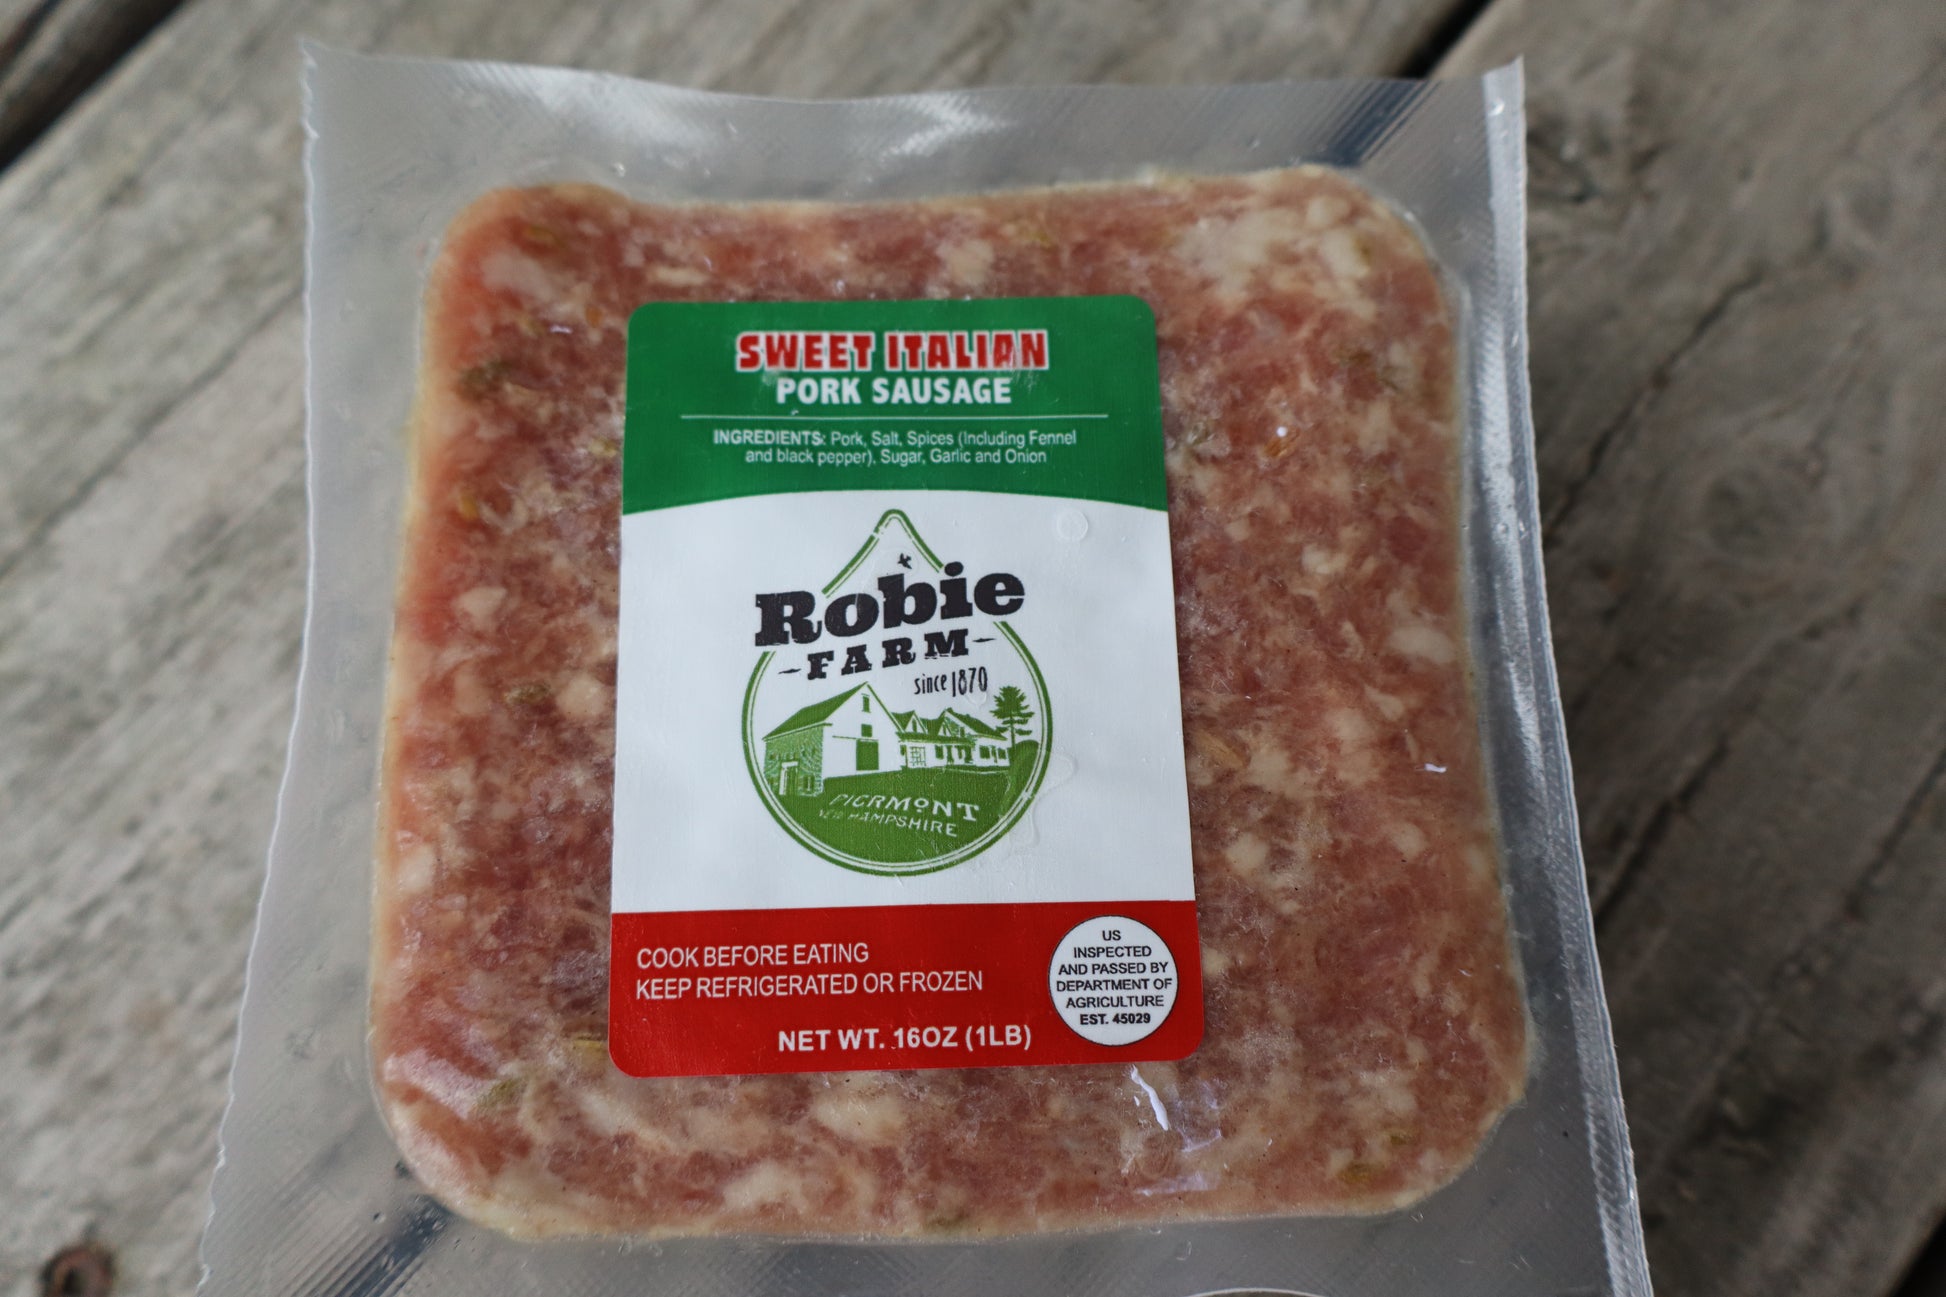 SWEET ITALIAN
PORK SAUSAGE
INGREDIENTS: Pork, Salt, Spices (Including Fennel
and black pepper), Sugar, Garlic and Onion
Robie
FARM
since 1870
PIERMONT
NEW HAMPSHIRE
COOK BEFORE EATING
KEEP REFRIGERATED OR FROZEN
NET WT. 16OZ (1LB)
US
INSPECTED
AND PASSED BY
DEPARTMENT OF
AGRICULTURE
EST. 45029